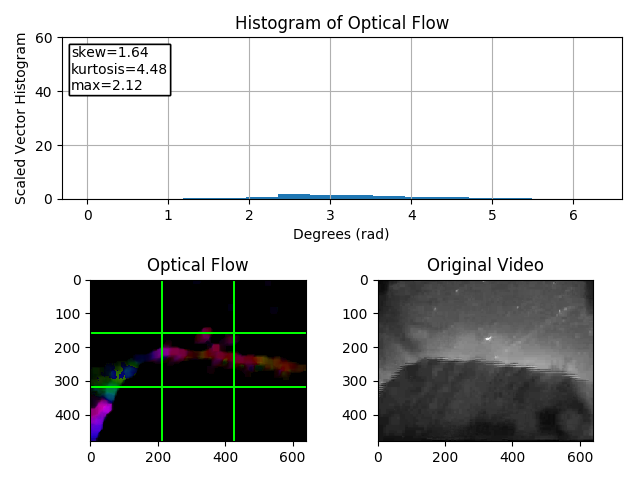 Histogram of Optical Flow
Scaled Vector Histogram
60
40
20
0
skew=1.64
kurtosis=4.48
max=2.12
0 1 2 3 4 5 6
Degrees (rad)
Optical Flow
0
100
200
300
400
0 200 400 600
Original Video
0
100
200
300
400
0 200 400 600